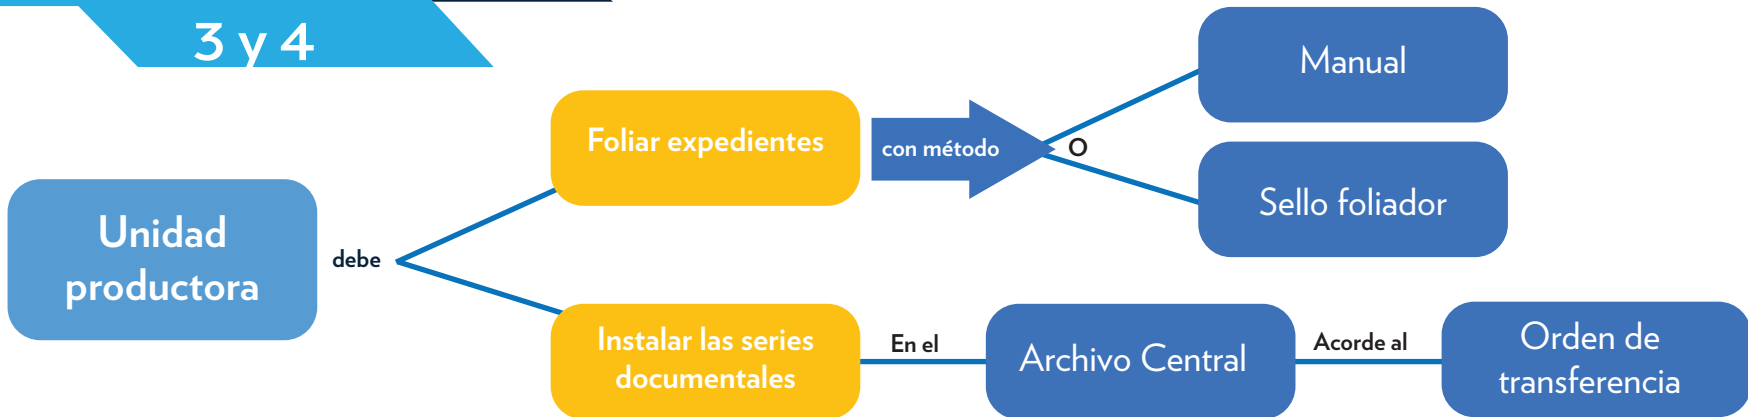 3 y 4
Unidad
productora
debe
Foliar expedientes
con método
Manual
O
Sello foliador
Instalar las series
documentales
En el
Archivo Central
Acorde al
Orden de
transferencia